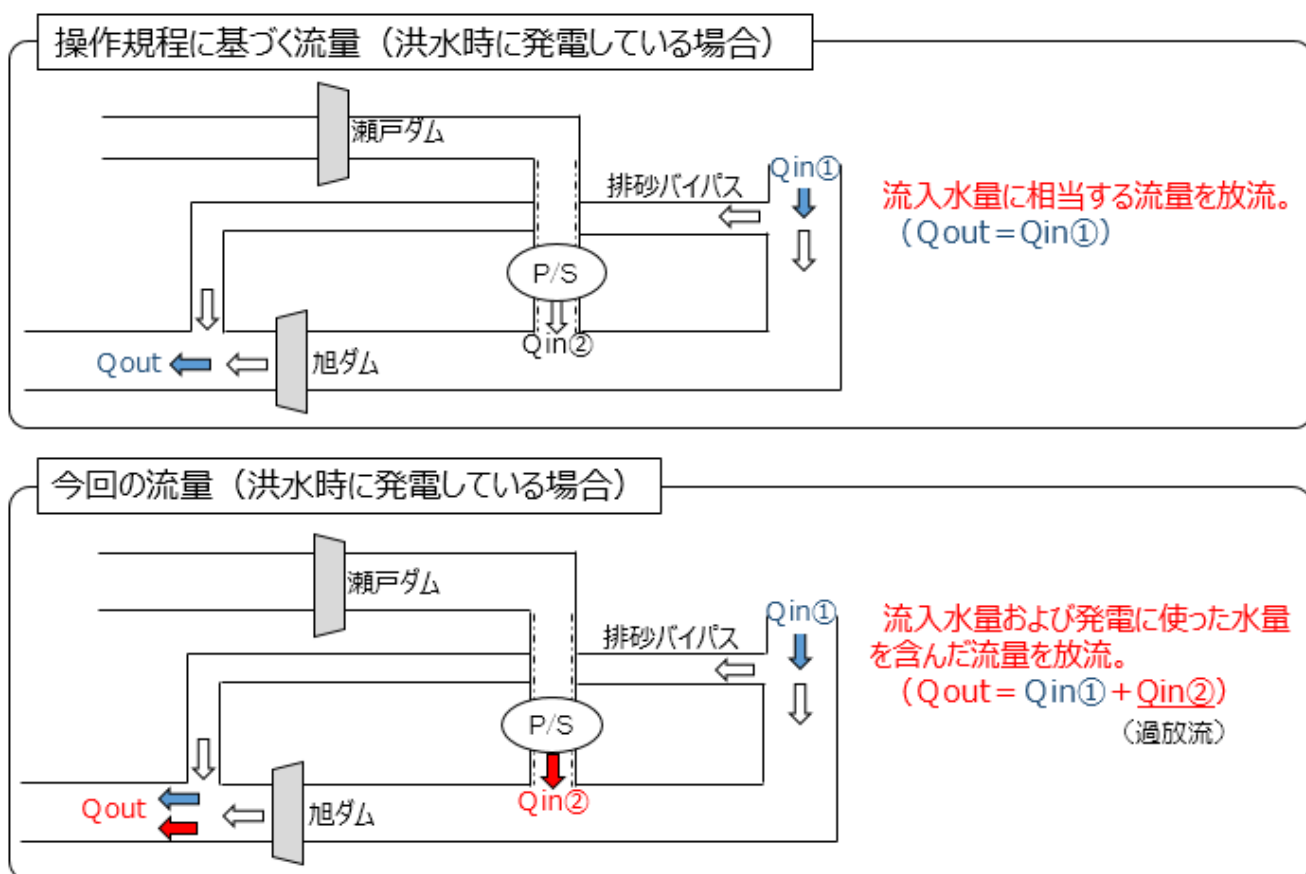 操作規程に基づく流量（洪水時に発電している場合）
瀬戸ダム
排砂バイパス
Qin①
流入水量に相当する流量を放流。
（Qout＝Qin①）
P/S
Qin②
Qout
旭ダム
今回の流量（洪水時に発電している場合）
瀬戸ダム
排砂バイパス
Qin①
流入水量および発電に使った水量
を含んだ流量を放流。
（Qout＝Qin①＋Qin②）
（過放流）
P/S
Qin②
Qout
旭ダム